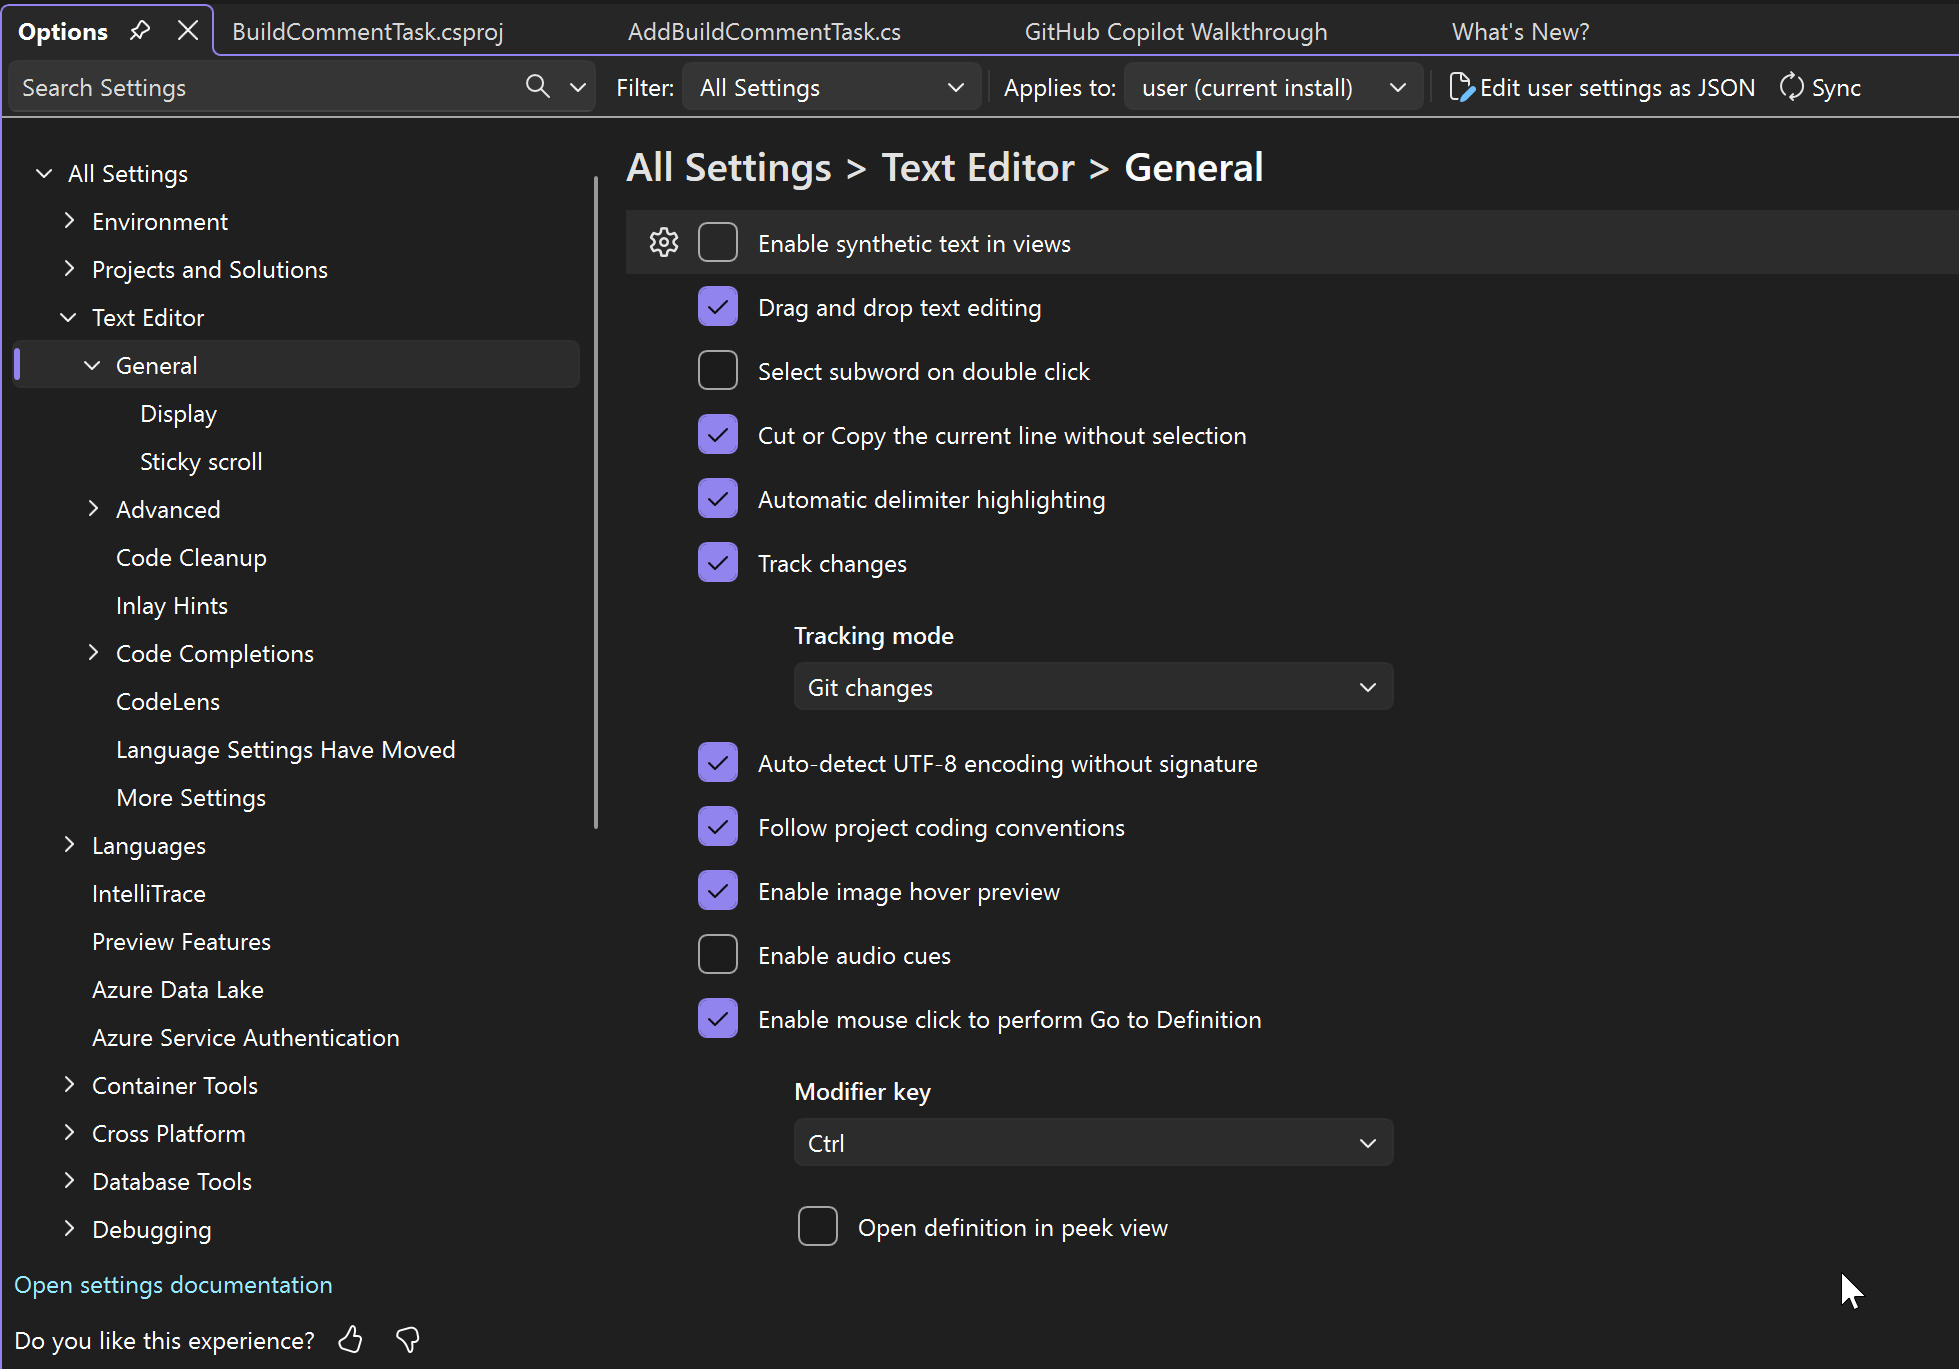 Options
BuildCommentTask.csproj
AddBuildCommentTask.cs
GitHub Copilot Walkthrough
What's New?
Search Settings
Filter:
All Settings
Applies to:
user (current install)
Edit user settings as JSON
Sync
All Settings
Environment
Projects and Solutions
Text Editor
General
Display
Sticky scroll
Advanced
Code Cleanup
Inlay Hints
Code Completions
CodeLens
Language Settings Have Moved
More Settings
Languages
IntelliTrace
Preview Features
Azure Data Lake
Azure Service Authentication
Container Tools
Cross Platform
Database Tools
Debugging
Open settings documentation
Do you like this experience?
All Settings > Text Editor > General
Enable synthetic text in views
Drag and drop text editing
Select subword on double click
Cut or Copy the current line without selection
Automatic delimiter highlighting
Track changes
Tracking mode
Git changes
Auto-detect UTF-8 encoding without signature
Follow project coding conventions
Enable image hover preview
Enable audio cues
Enable mouse click to perform Go to Definition
Modifier key
Ctrl
Open definition in peek view